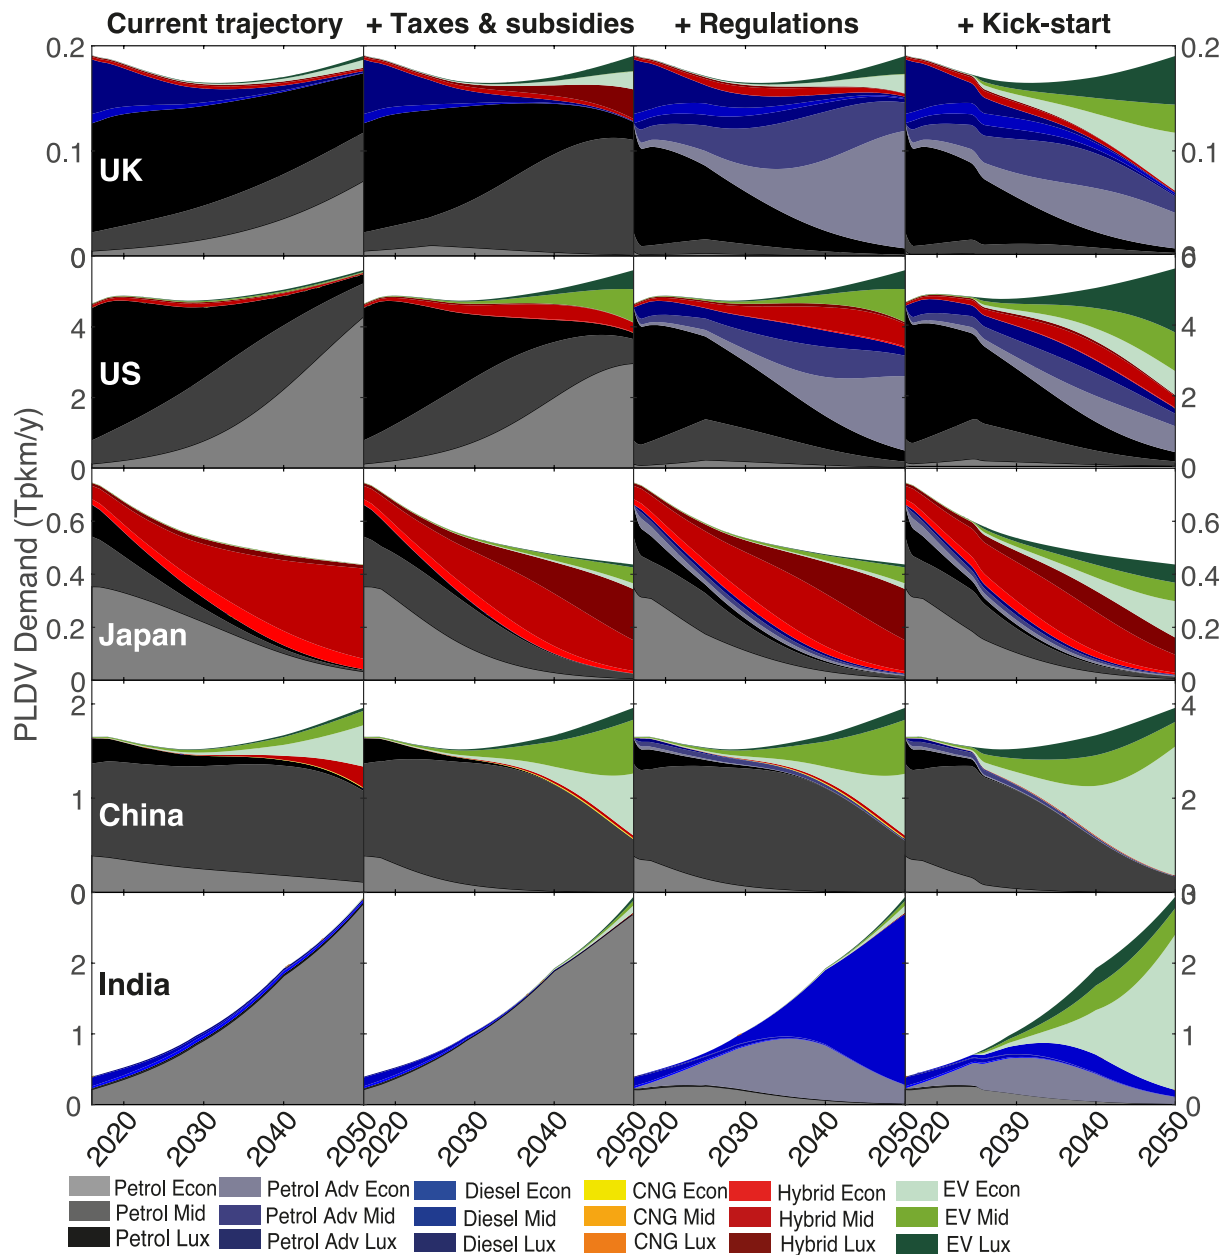 Current trajectory + Taxes & subsidies + Regulations + Kick-start
PLDV Demand (Tpkm/y)
0.2 0.2
0.1 0.1
UK
0 0
6
US
4 4
2 2
0 0
Japan
0.6 0.6
0.4 0.4
0.2 0.2
0 0
China
2 4
1 2
0 0
3
India
2 2
1 1
0 0
2020 2030 2040 2050 2020 2030 2040 2050 2020 2030 2040 2050 2020 2030 2040 2050
Petrol Econ Petrol Adv Econ Diesel Econ CNG Econ Hybrid Econ EV Econ
Petrol Mid Petrol Adv Mid Diesel Mid CNG Mid Hybrid Mid EV Mid
Petrol Lux Petrol Adv Lux Diesel Lux CNG Lux Hybrid Lux EV Lux